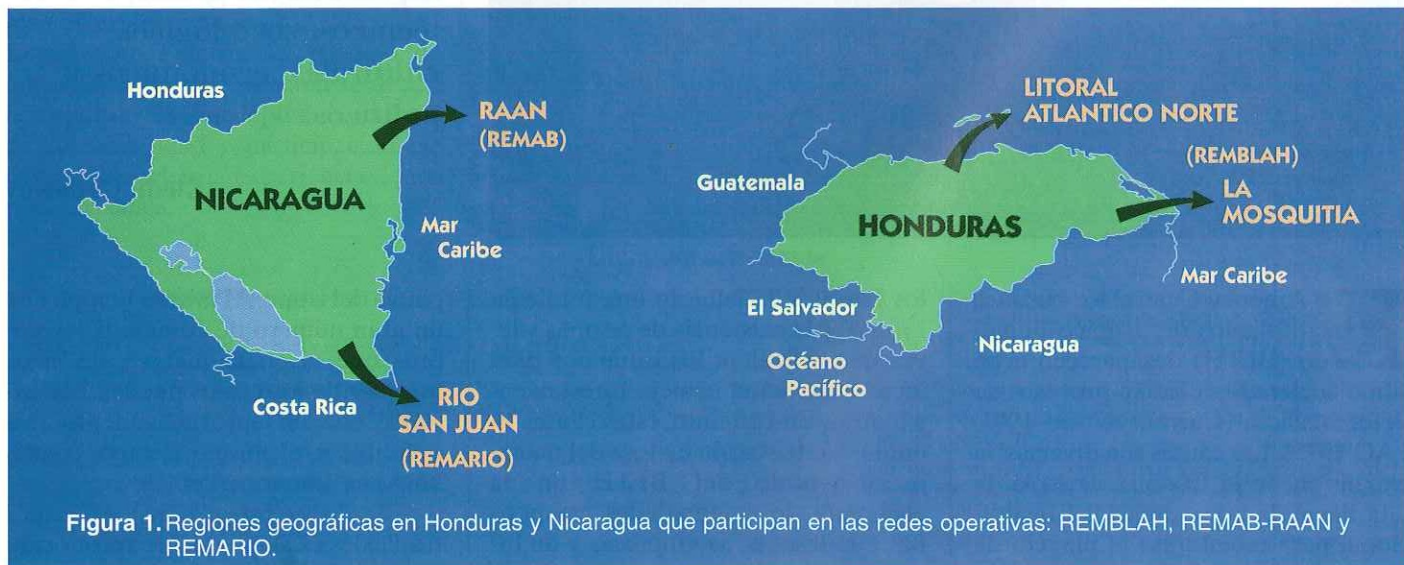 Honduras
RAAN
(REMAB)
NICARAGUA
Mar
Caribe
Costa Rica
RIO
SAN JUAN
(REMARIO)
LITORAL
ATLANTICO NORTE
(REMBLAH)
Guatemala
LA
MOSQUITIA
HONDURAS
Mar Caribe
El Salvador
Nicaragua
Océano
Pacífico
Figura 1. Regiones geográficas en Honduras y Nicaragua que participan en las redes operativas: REMBLAH, REMAB-RAAN y
REMARIO.